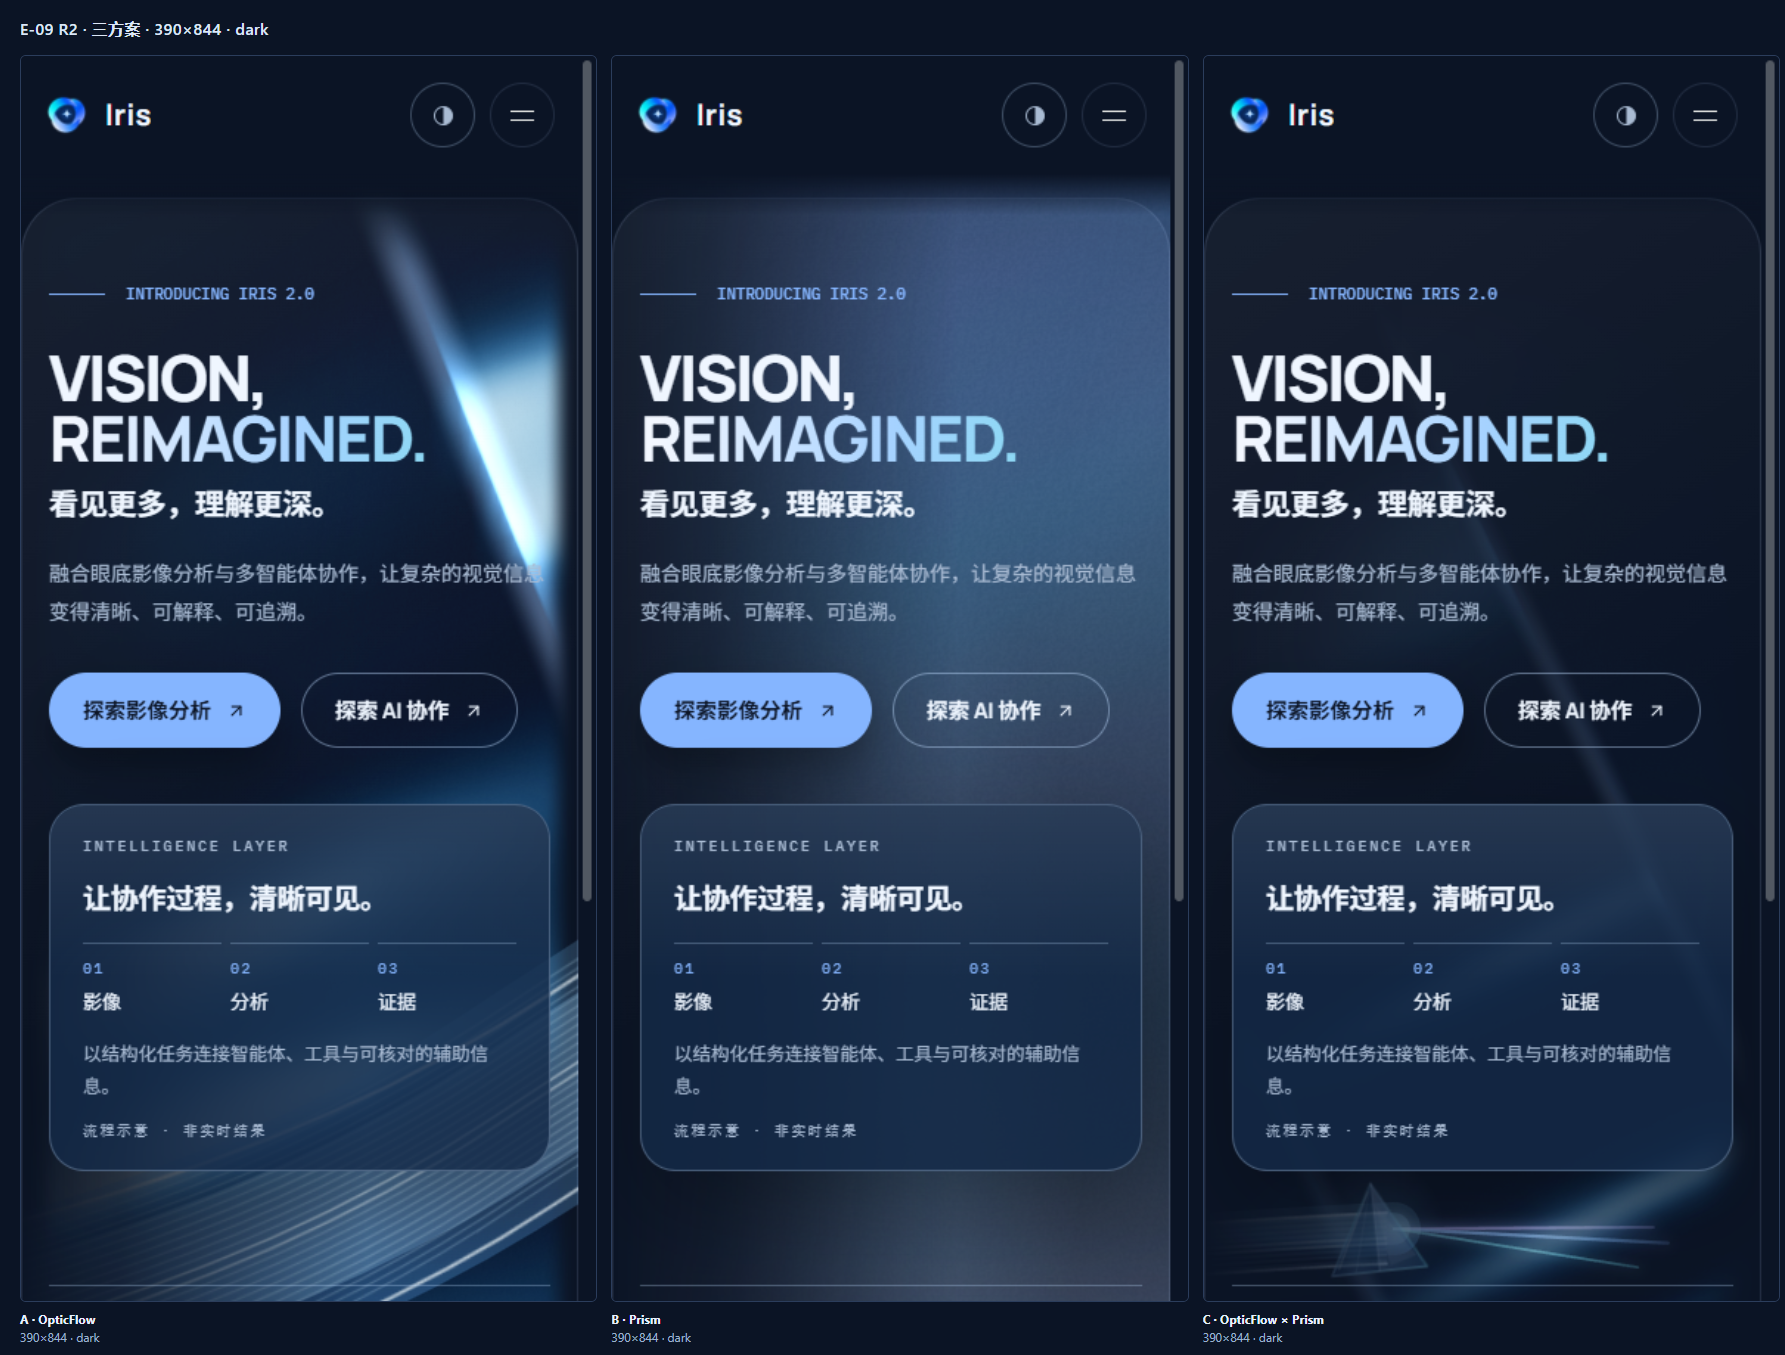 E-09 R2 · 三方案 · 390×844 · dark
Iris
INTRODUCING IRIS 2.0
VISION,
REIMAGINED.
看见更多，理解更深。
融合眼底影像分析与多智能体协作，让复杂的视觉信息
变得清晰、可解释、可追溯。
探索影像分析 ↗
探索 AI 协作 ↗
INTELLIGENCE LAYER
让协作过程，清晰可见。
01 02 03
影像 分析 证据
以结构化任务连接智能体、工具与可核对的辅助信
息。
流程示意 · 非实时结果
A · OpticFlow
390×844 · dark
Iris
INTRODUCING IRIS 2.0
VISION,
REIMAGINED.
看见更多，理解更深。
融合眼底影像分析与多智能体协作，让复杂的视觉信息
变得清晰、可解释、可追溯。
探索影像分析 ↗
探索 AI 协作 ↗
INTELLIGENCE LAYER
让协作过程，清晰可见。
01 02 03
影像 分析 证据
以结构化任务连接智能体、工具与可核对的辅助信
息。
流程示意 · 非实时结果
B · Prism
390×844 · dark
Iris
INTRODUCING IRIS 2.0
VISION,
REIMAGINED.
看见更多，理解更深。
融合眼底影像分析与多智能体协作，让复杂的视觉信息
变得清晰、可解释、可追溯。
探索影像分析 ↗
探索 AI 协作 ↗
INTELLIGENCE LAYER
让协作过程，清晰可见。
01 02 03
影像 分析 证据
以结构化任务连接智能体、工具与可核对的辅助信
息。
流程示意 · 非实时结果
C · OpticFlow × Prism
390×844 · dark